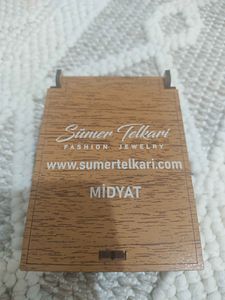 Sümer Telkari
FASHION JEWELRY
www.sumertelkari.com
MİDYAT